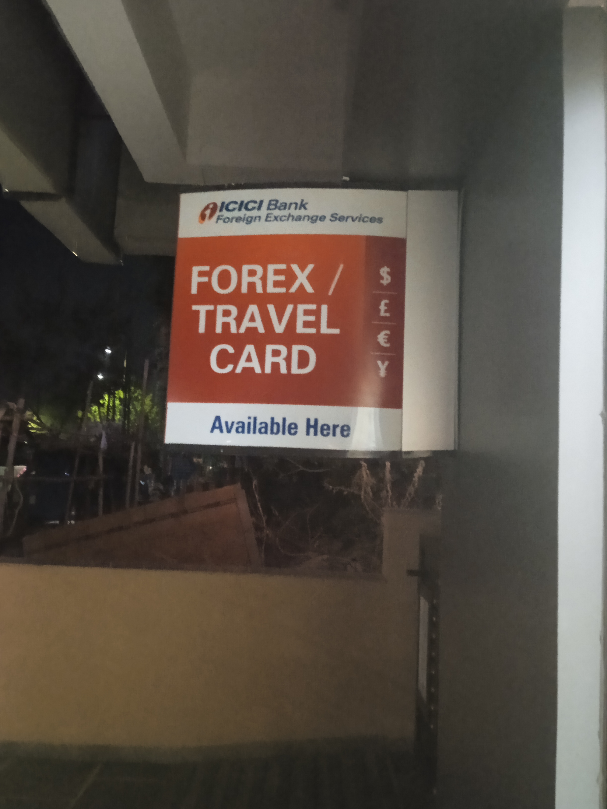 ICICI Bank
Foreign Exchange Services
FOREX /
TRAVEL
CARD
$
£
€
¥
Available Here